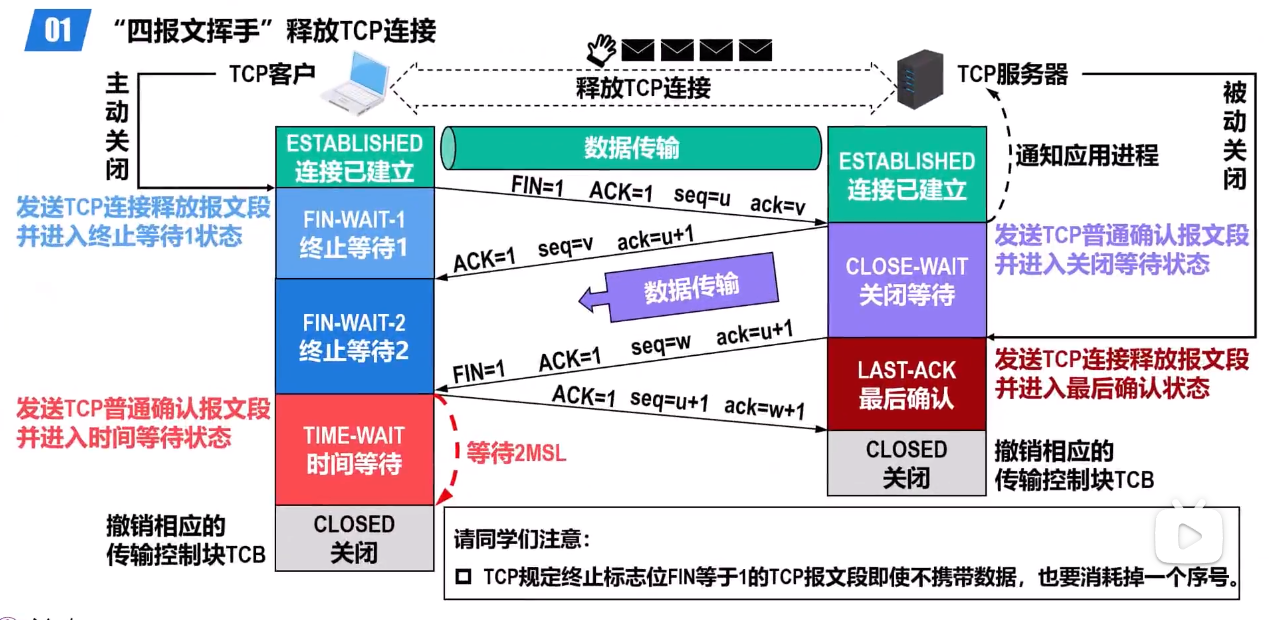 01 “四报文挥手”释放TCP连接
TCP客户
释放TCP连接
TCP服务器
主动关闭
被动关闭
ESTABLISHED
连接已建立
数据传输
ESTABLISHED
连接已建立
通知应用进程
FIN=1 ACK=1 seq=u ack=v
发送TCP连接释放报文段
并进入终止等待1状态
FIN-WAIT-1
终止等待1
ACK=1 seq=v ack=u+1
发送TCP普通确认报文段
并进入关闭等待状态
CLOSE-WAIT
关闭等待
数据传输
FIN-WAIT-2
终止等待2
FIN=1 ACK=1 seq=w ack=u+1
发送TCP连接释放报文段
并进入最后确认状态
LAST-ACK
最后确认
ACK=1 seq=u+1 ack=w+1
发送TCP普通确认报文段
并进入时间等待状态
TIME-WAIT
时间等待
等待2MSL
CLOSED
关闭
撤销相应的
传输控制块TCB
撤销相应的
传输控制块TCB
CLOSED
关闭
请同学们注意：
TCP规定终止标志位FIN等于1的TCP报文段即使不携带数据，也要消耗掉一个序号。